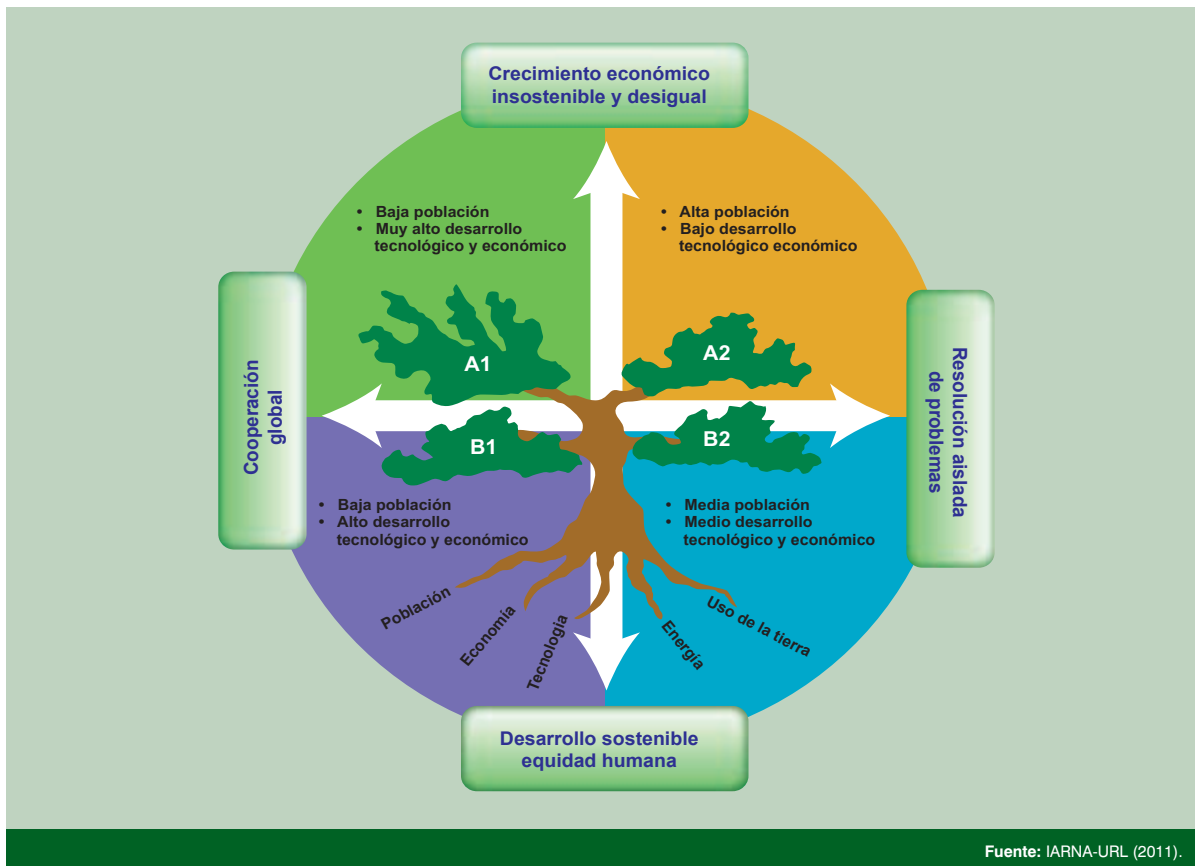 Crecimiento económico
insostenible y desigual
• Baja población
• Muy alto desarrollo
tecnológico y económico
• Alta población
• Bajo desarrollo
tecnológico económico
A1
A2
Cooperación
global
Resolución aislada
de problemas
B1
B2
• Baja población
• Alto desarrollo
tecnológico y económico
• Media población
• Medio desarrollo
tecnológico y económico
Población
Economía
Tecnología
Energía
Uso de la tierra
Desarrollo sostenible
equidad humana
Fuente: IARNA-URL (2011).